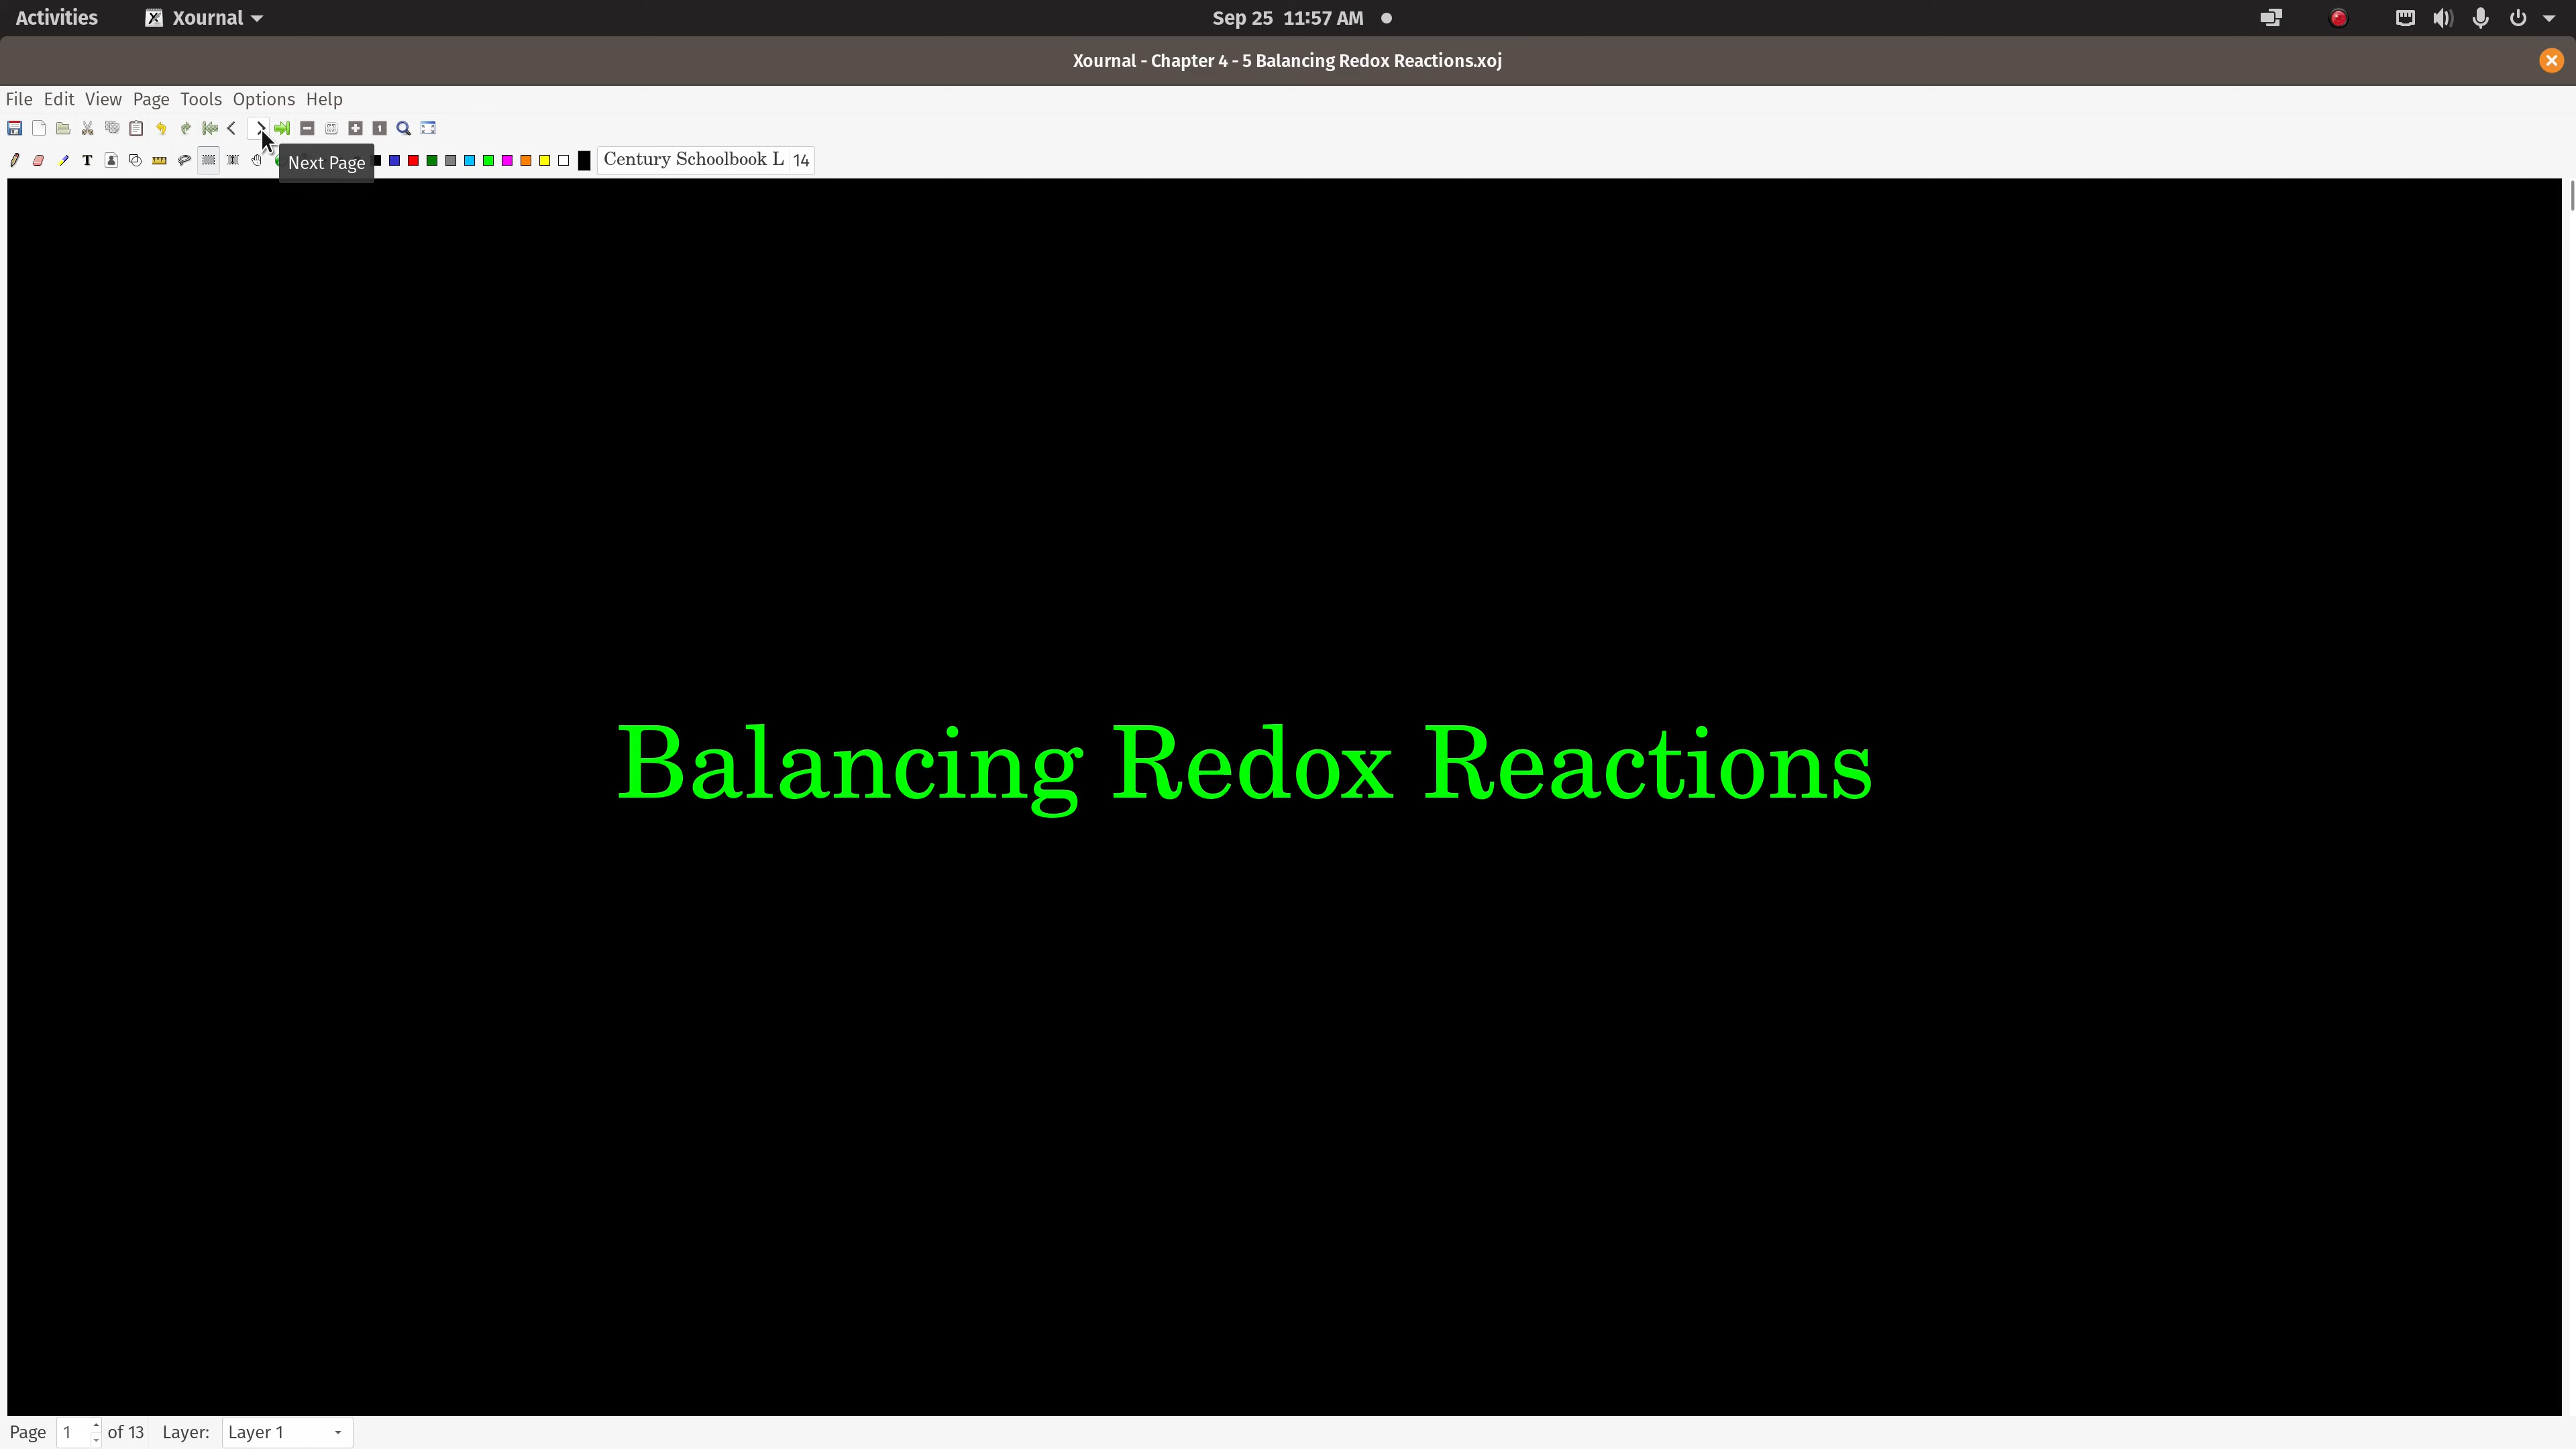 Activities Xournal Sep 25 11:57 AM
Xournal - Chapter 4 - 5 Balancing Redox Reactions.xoj
File Edit View Page Tools Options Help
T Century Schoolbook L 14
Next Page
Balancing Redox Reactions
Page 1 of 13 Layer: Layer 1